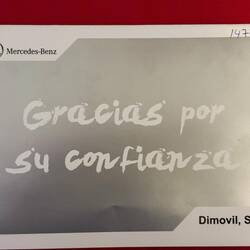 Mercedes-Benz
147
Gracias por
su confianza
Dimovil, S